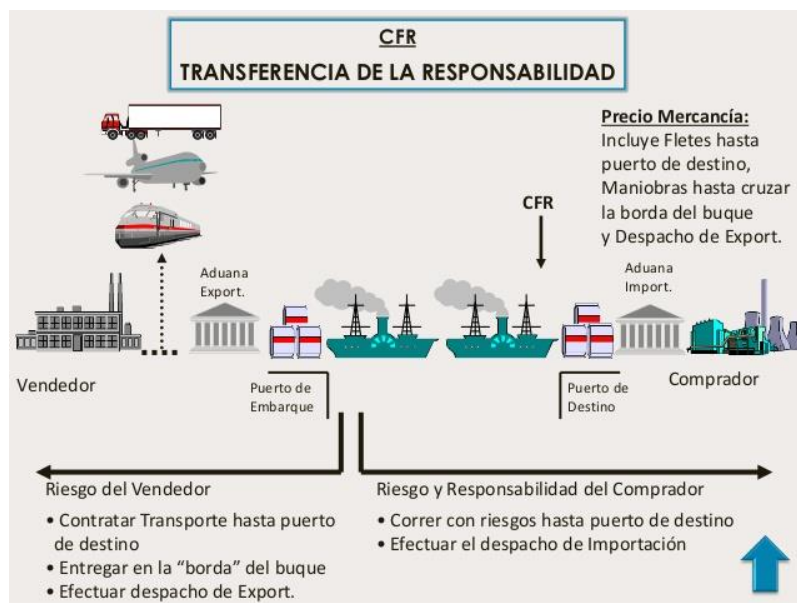 CFR
TRANSFERENCIA DE LA RESPONSABILIDAD
Precio Mercancía:
Incluye Fletes hasta
puerto de destino,
Maniobras hasta cruzar
la borda del buque
y Despacho de Export.
CFR
Aduana
Export.
Aduana
Import.
Vendedor
Puerto de
Embarque
Puerto de
Destino
Comprador
Riesgo del Vendedor
• Contratar Transporte hasta puerto
de destino
• Entregar en la “borda” del buque
• Efectuar despacho de Export.
Riesgo y Responsabilidad del Comprador
• Correr con riesgos hasta puerto de destino
• Efectuar el despacho de Importación